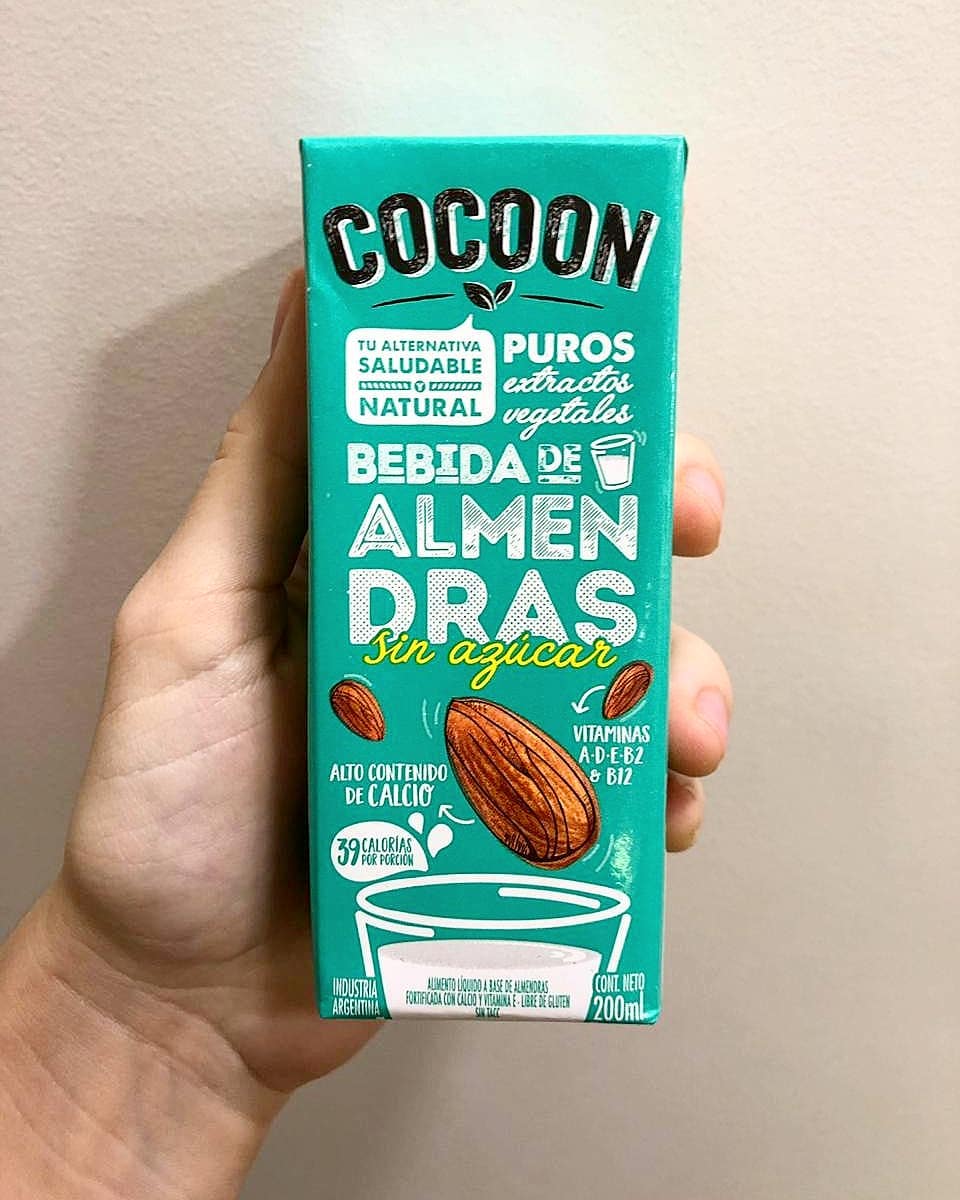 COCOON
TU ALTERNATIVA
SALUDABLE
Y
NATURAL
PUROS
extractos
vegetales
BEBIDA DE
ALMEN
DRAS
sin azúcar
VITAMINAS
A-D-E-B2
& B12
ALTO CONTENIDO
DE CALCIO
39 CALORÍAS
POR PORCIÓN
INDUSTRIA
ARGENTINA
ALIMENTO LÍQUIDO A BASE DE ALMENDRAS
FORTIFICADA CON CALCIO Y VITAMINA E - LIBRE DE GLUTEN
SIN TACC
CONT. NETO
200ml